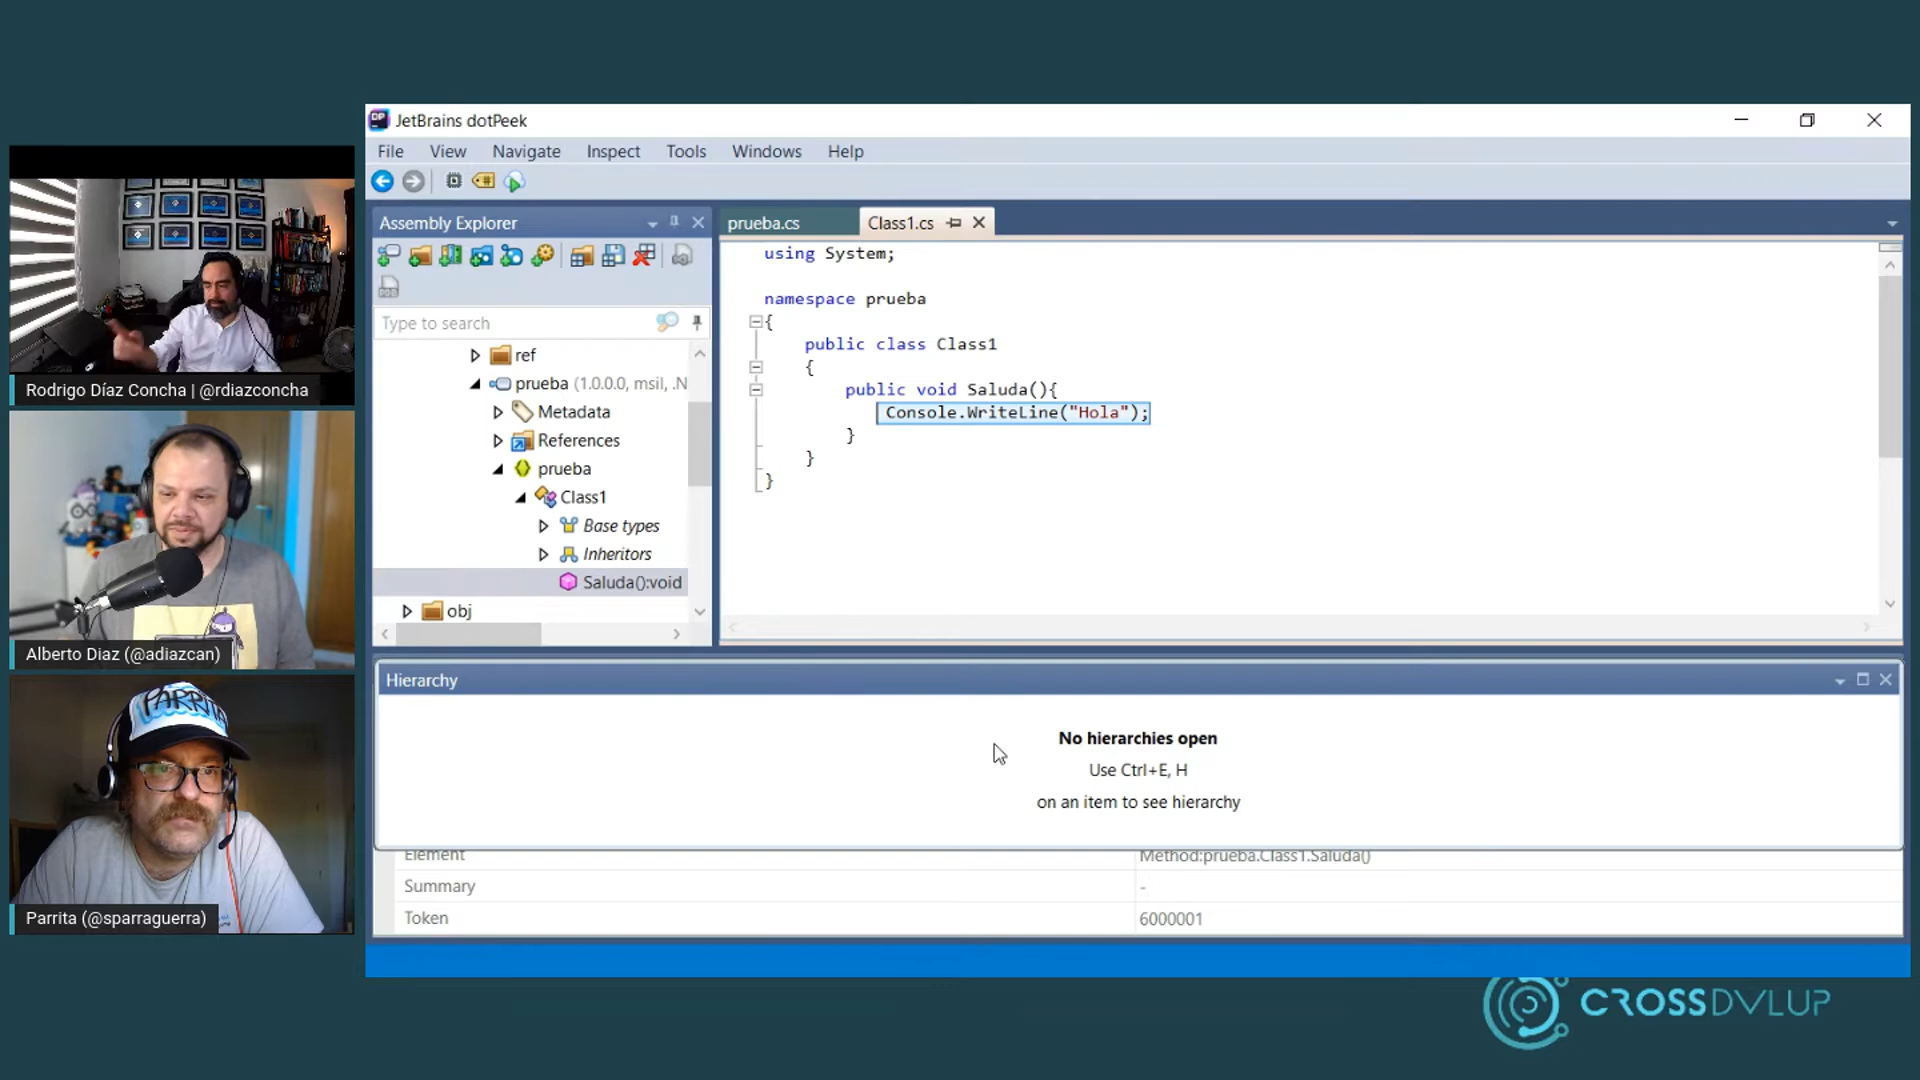 JetBrains dotPeek
File View Navigate Inspect Tools Windows Help
Assembly Explorer
Type to search
ref
prueba (1.0.0.0, msil, .N
Metadata
References
prueba
Class1
Base types
Inheritors
Saluda():void
obj
prueba.cs
Class1.cs
using System;
namespace prueba
{
public class Class1
{
public void Saluda(){
Console.WriteLine("Hola");
}
}
}
Hierarchy
No hierarchies open
Use Ctrl+E, H
on an item to see hierarchy
Element Method:prueba.Class1.Saluda()
Summary -
Token 6000001
Rodrigo Díaz Concha | @rdiazconcha
Alberto Diaz (@adiazcan)
PARRITA
Parrita (@sparraguerra)
CROSSDVLUP